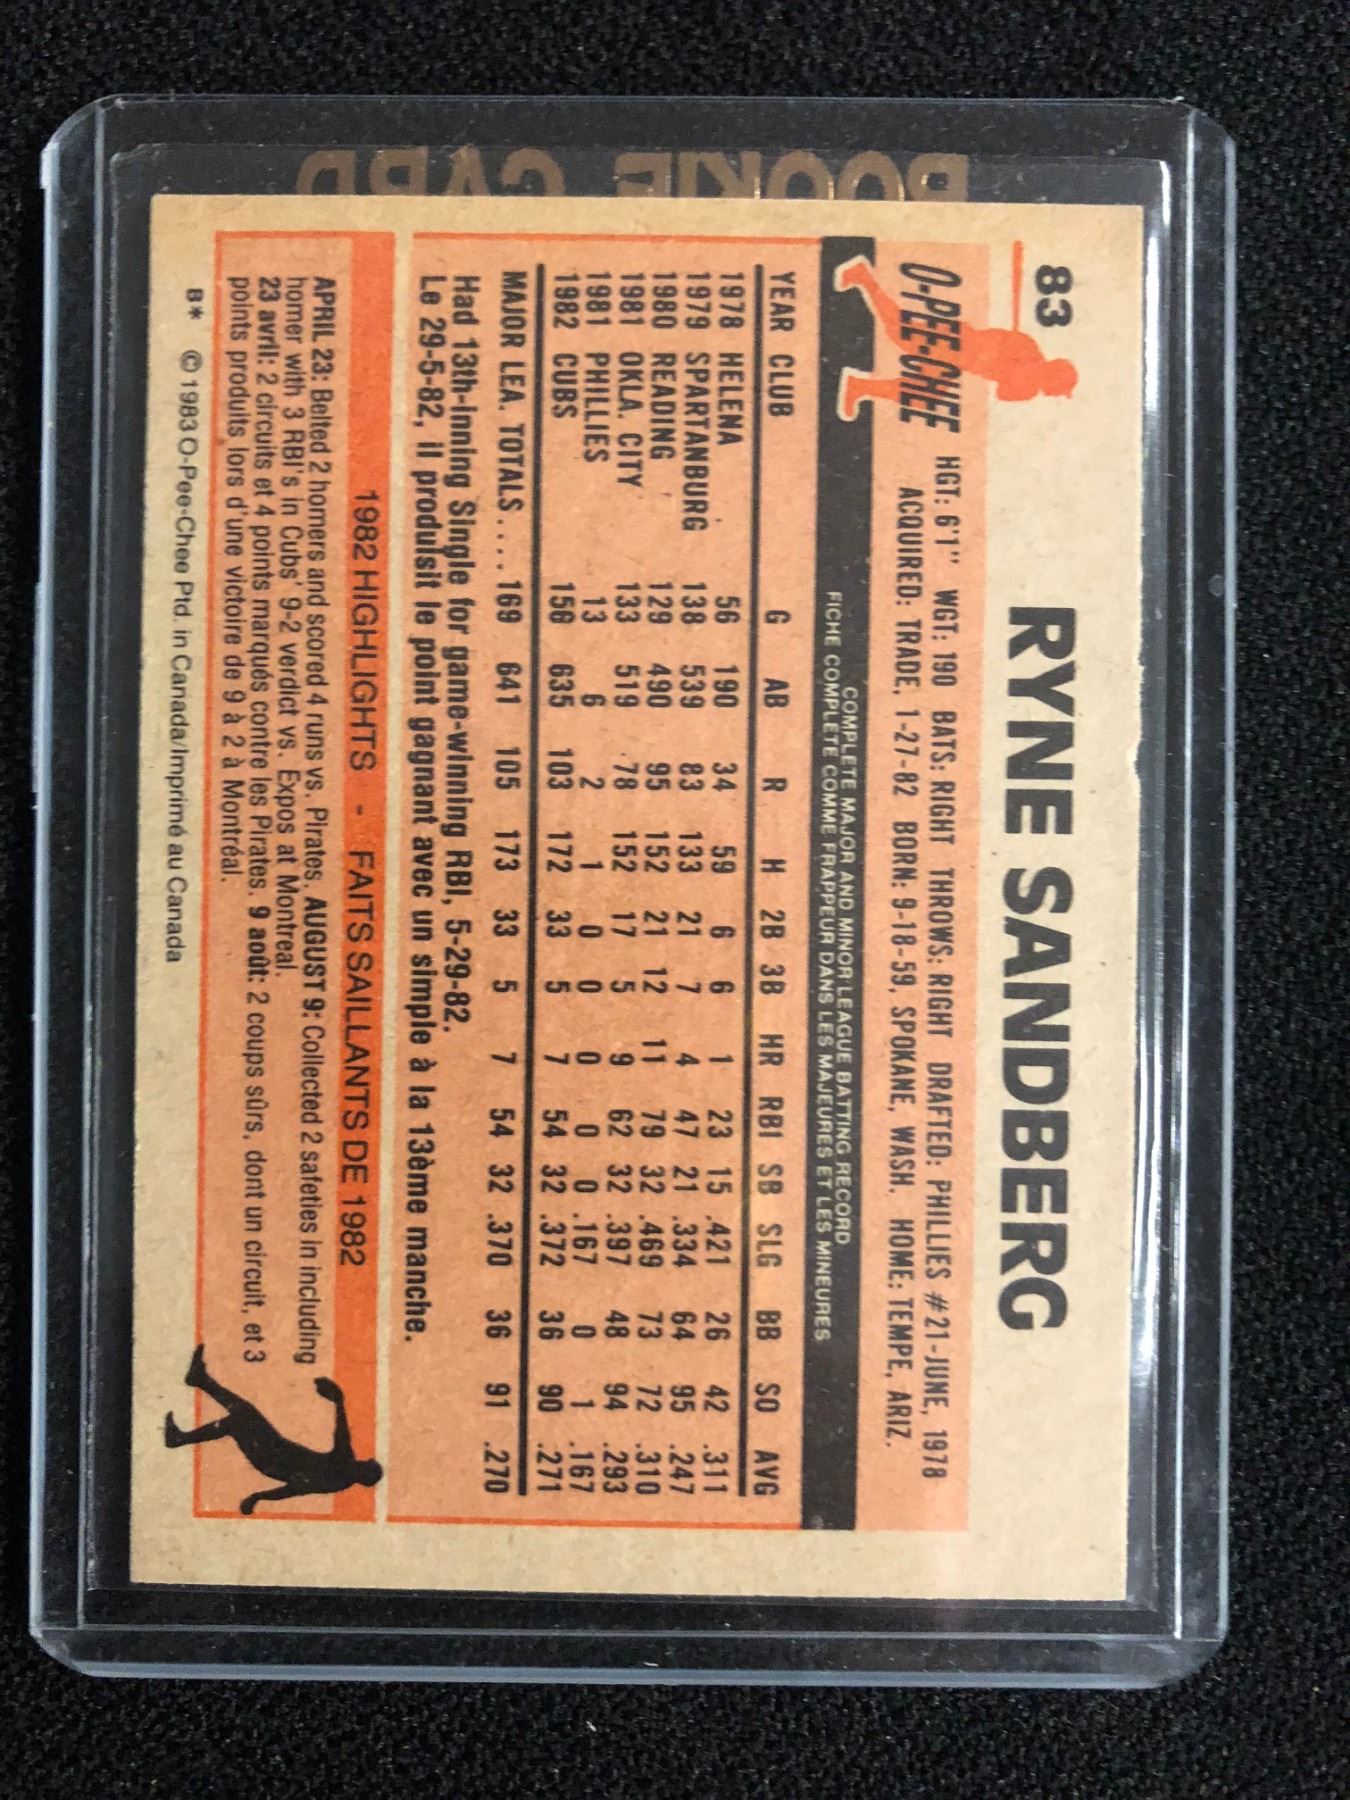 ROOKIE CARD
83
RYNE SANDBERG
O-PEE-CHEE
HGT: 6'1" WGT: 190 BATS: RIGHT THROWS: RIGHT DRAFTED: PHILLIES #21-JUNE, 1978
ACQUIRED: TRADE, 1-27-82 BORN: 9-18-59, SPOKANE, WASH. HOME: TEMPE, ARIZ.
COMPLETE MAJOR AND MINOR LEAGUE BATTING RECORD
FICHE COMPLÈTE COMME FRAPPEUR DANS LES MAJEURES ET LES MINEURES
YEAR CLUB G AB R H 2B 3B HR RBI SB SLG BB SO AVG
1978 HELENA 56 190 34 59 6 6 1 23 15 .421 26 42 .311
1979 SPARTANBURG 138 539 83 133 21 7 4 47 21 .334 64 95 .247
1980 READING 129 490 95 152 21 12 11 79 32 .469 73 72 .310
1981 OKLA. CITY 133 519 78 152 17 5 9 62 32 .397 48 94 .293
1981 PHILLIES 13 6 2 1 0 0 0 0 0 .167 0 1 .167
1982 CUBS 156 635 103 172 33 5 7 54 32 .372 36 90 .271
MAJOR LEA. TOTALS.... 169 641 105 173 33 5 7 54 32 .370 36 91 .270
Had 13th-inning Single for game-winning RBI, 5-29-82.
Le 29-5-82, il produisit le point gagnant avec un simple à la 13ème manche.
1982 HIGHLIGHTS - FAITS SAILLANTS DE 1982
APRIL 23: Belted 2 homers and scored 4 runs vs. Pirates. AUGUST 9: Collected 2 safeties in including
homer with 3 RBI's in Cubs' 9-2 verdict vs. Expos at Montreal.
23 avril: 2 circuits et 4 points marqués contre les Pirates. 9 août: 2 coups sûrs, dont un circuit, et 3
points produits lors d'une victoire de 9 à 2 à Montréal.
B* ©1983 O-Pee-Chee Ptd. in Canada/Imprimé au Canada